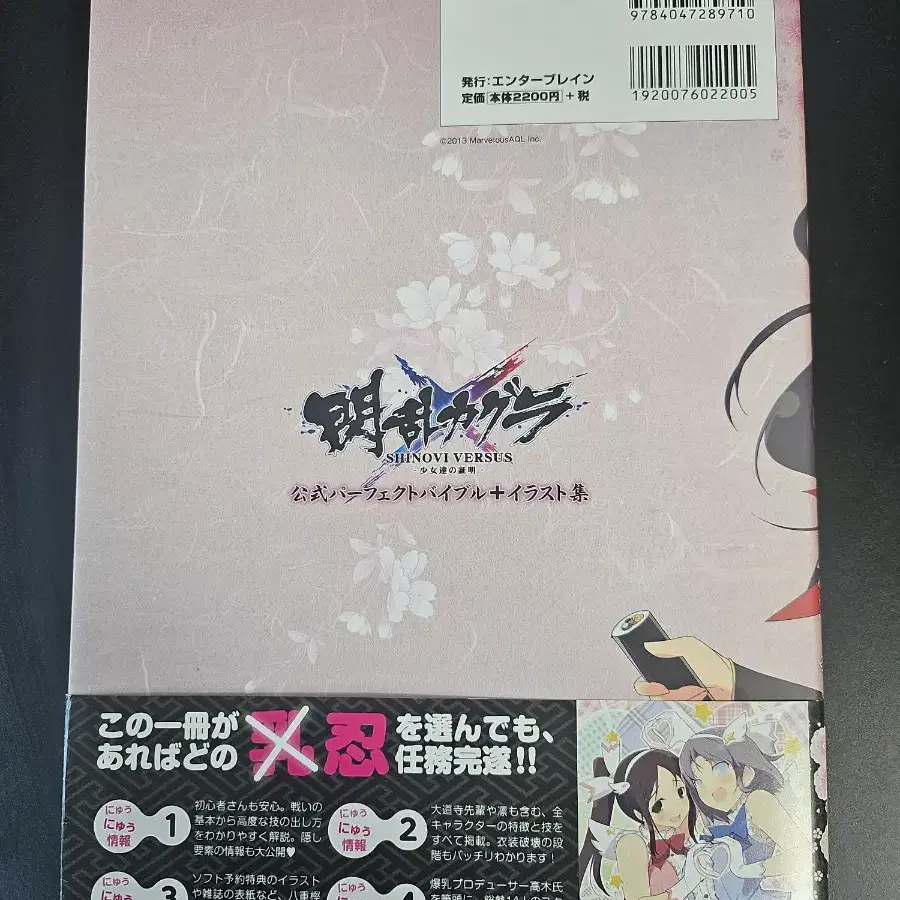 9784047289710
発行:エンターブレイン
定価 本体2200円 + 税
1920076022005
©2013 MarvelousAQL Inc.
閃乱カグラ
SHINOVI VERSUS
-少女達の証明-
公式パーフェクトバイブル+イラスト集
この一冊が
あればどの
乳忍を選んでも、
任務完遂!!
にゅう
にゅう
情報
1
初心者さんも安心。戦いの
基本から高度な技の出し方
をわかりやすく解説。隠し
要素の情報も大公開♥
にゅう
にゅう
情報
2
大道寺先輩や凛も含む、全
キャラクターの特徴と技を
すべて掲載。衣装破壊の段
階もバッチリわかります!
にゅう
にゅう
3
ソフト予約特典のイラスト
や雑誌の表紙など、八重樫
にゅう
にゅう
4
爆乳プロデューサー高木氏